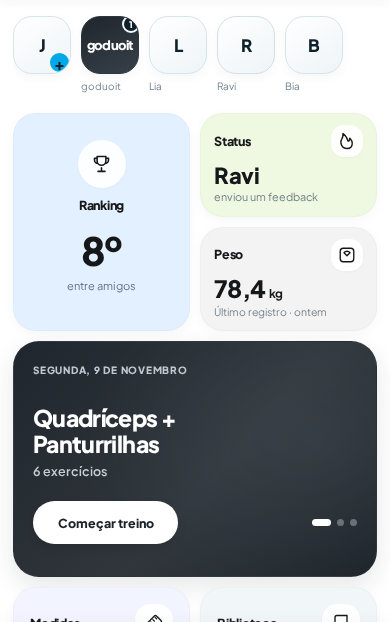 J
+
goduoit
1
L
R
B
goduoit
Lia
Ravi
Bia
Ranking
8º
entre amigos
Status
Ravi
enviou um feedback
Peso
78,4 kg
Último registro · ontem
SEGUNDA, 9 DE NOVEMBRO
Quadríceps +
Panturrilhas
6 exercícios
Começar treino